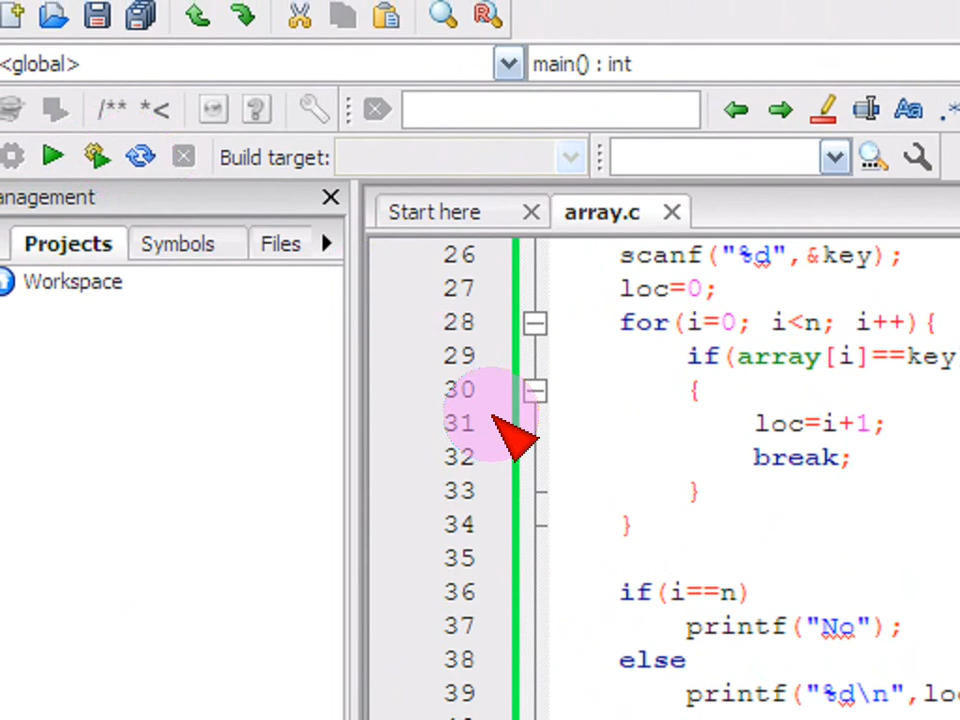 <global>
main() : int
/** *<
Aa
.*
Build target:
anagement
Projects
Symbols
Files
Start here
array.c
Workspace
26 scanf("%d",&key);
27 loc=0;
28 for(i=0; i<n; i++){
29 if(array[i]==key
30 {
31 loc=i+1;
32 break;
33 }
34 }
35
36 if(i==n)
37 printf("No");
38 else
39 printf("%d\n",loc